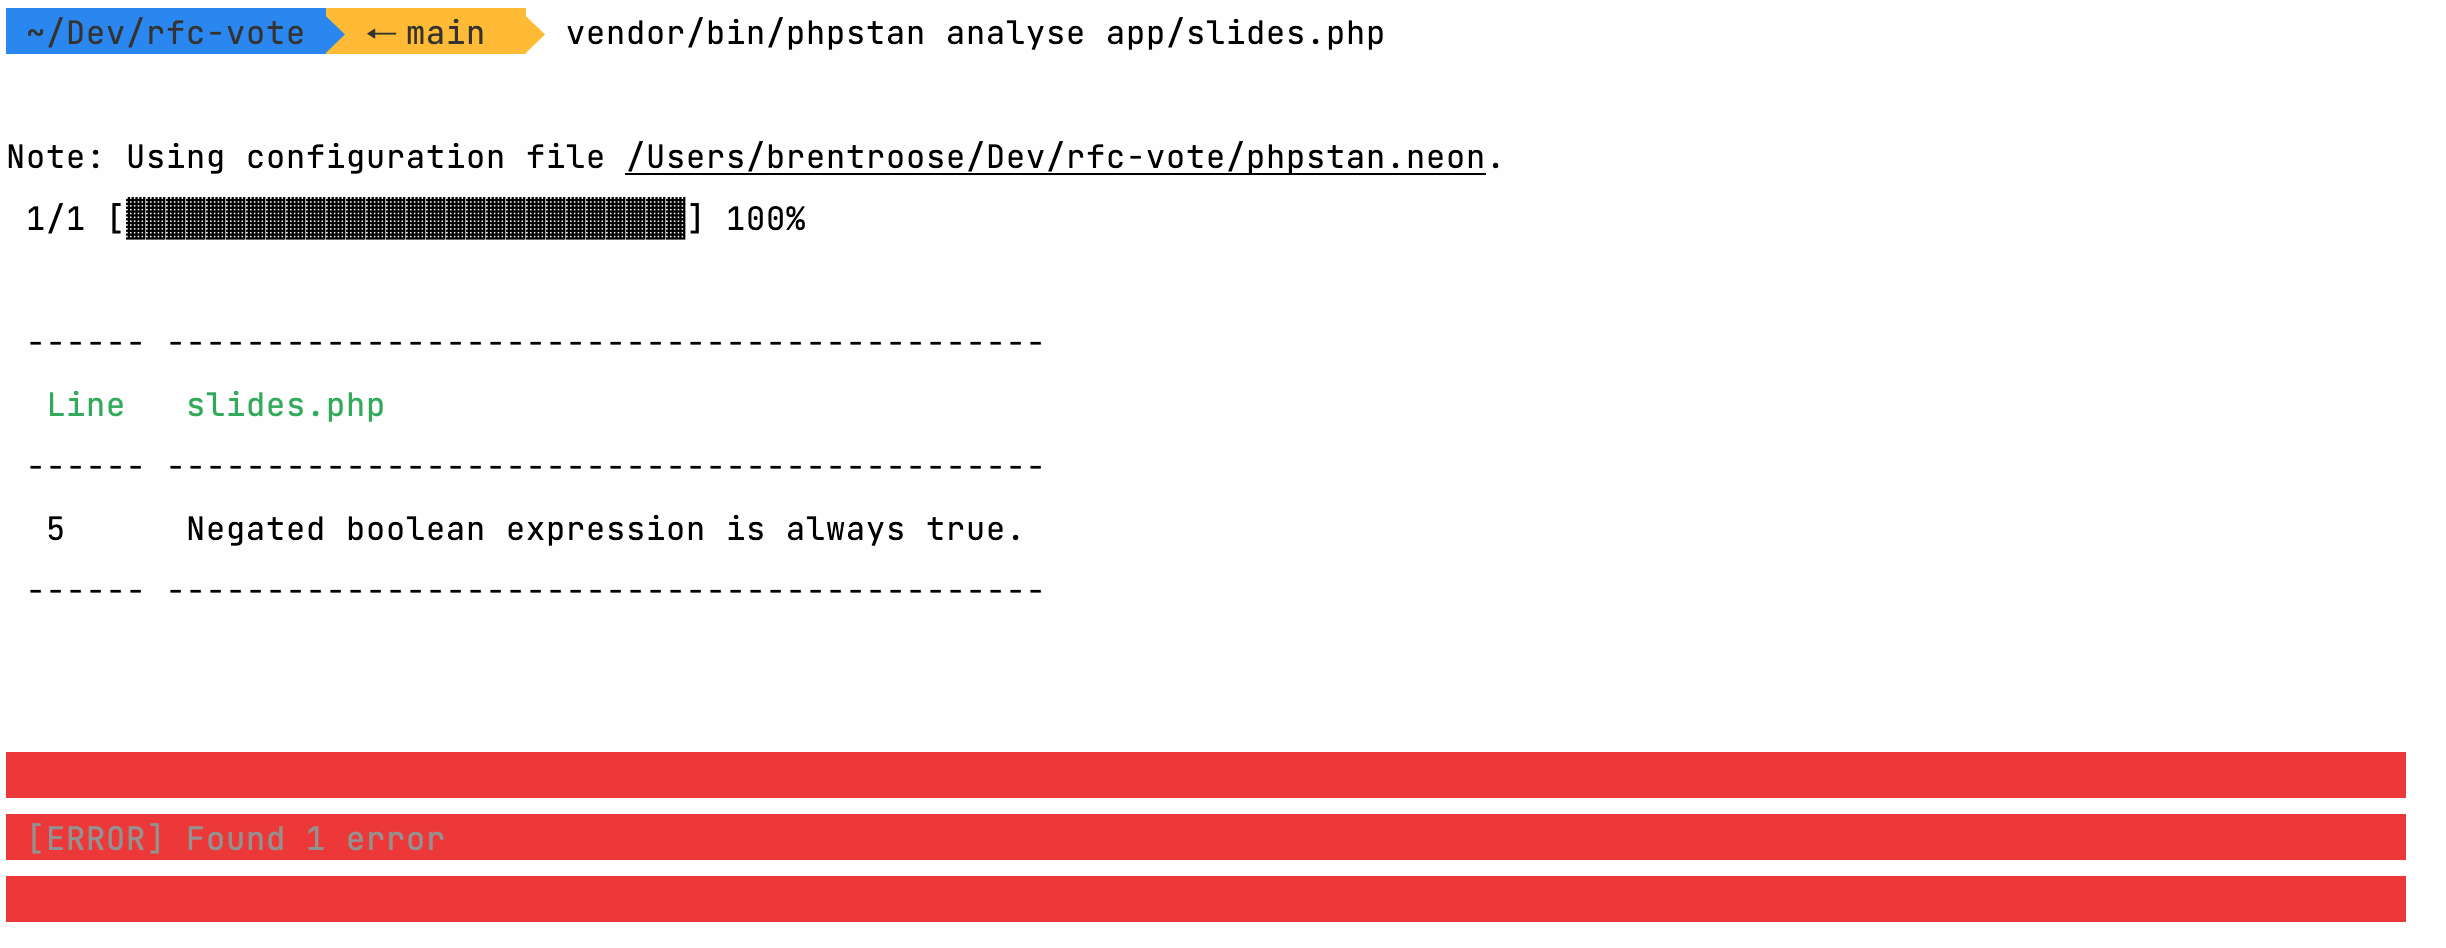 ~/Dev/rfc-vote ← main vendor/bin/phpstan analyse app/slides.php
Note: Using configuration file /Users/brentroose/Dev/rfc-vote/phpstan.neon.
1/1 [▓▓▓▓▓▓▓▓▓▓▓▓▓▓▓▓▓▓▓▓▓▓▓▓▓▓▓▓] 100%
------ --------------------------------------------
Line slides.php
------ --------------------------------------------
5 Negated boolean expression is always true.
------ --------------------------------------------
[ERROR] Found 1 error